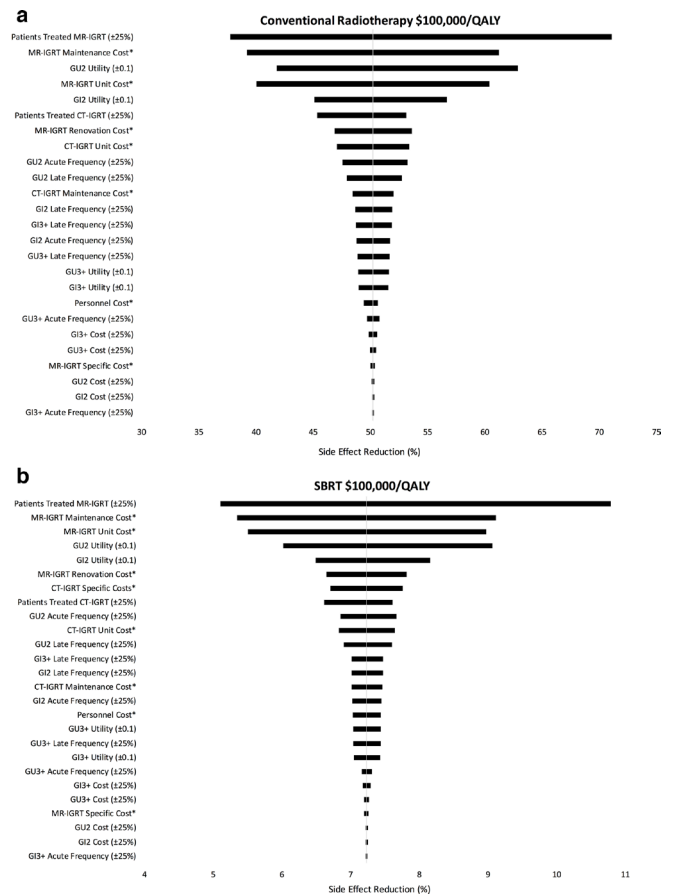 a
Conventional Radiotherapy $100,000/QALY
Patients Treated MR-IGRT (±25%)
MR-IGRT Maintenance Cost*
GU2 Utility (±0.1)
MR-IGRT Unit Cost*
GI2 Utility (±0.1)
Patients Treated CT-IGRT (±25%)
MR-IGRT Renovation Cost*
CT-IGRT Unit Cost*
GU2 Acute Frequency (±25%)
GU2 Late Frequency (±25%)
CT-IGRT Maintenance Cost*
GI2 Late Frequency (±25%)
GI3+ Late Frequency (±25%)
GI2 Acute Frequency (±25%)
GU3+ Late Frequency (±25%)
GU3+ Utility (±0.1)
GI3+ Utility (±0.1)
Personnel Cost*
GU3+ Acute Frequency (±25%)
GI3+ Cost (±25%)
GU3+ Cost (±25%)
MR-IGRT Specific Cost*
GU2 Cost (±25%)
GI2 Cost (±25%)
GI3+ Acute Frequency (±25%)
30 35 40 45 50 55 60 65 70 75
Side Effect Reduction (%)
b
SBRT $100,000/QALY
Patients Treated MR-IGRT (±25%)
MR-IGRT Maintenance Cost*
MR-IGRT Unit Cost*
GU2 Utility (±0.1)
GI2 Utility (±0.1)
MR-IGRT Renovation Cost*
CT-IGRT Specific Costs*
Patients Treated CT-IGRT (±25%)
GU2 Acute Frequency (±25%)
CT-IGRT Unit Cost*
GU2 Late Frequency (±25%)
GI3+ Late Frequency (±25%)
GI2 Late Frequency (±25%)
CT-IGRT Maintenance Cost*
GI2 Acute Frequency (±25%)
Personnel Cost*
GU3+ Utility (±0.1)
GU3+ Late Frequency (±25%)
GI3+ Utility (±0.1)
GU3+ Acute Frequency (±25%)
GI3+ Cost (±25%)
GU3+ Cost (±25%)
MR-IGRT Specific Cost*
GU2 Cost (±25%)
GI2 Cost (±25%)
GI3+ Acute Frequency (±25%)
4 5 6 7 8 9 10 11
Side Effect Reduction (%)